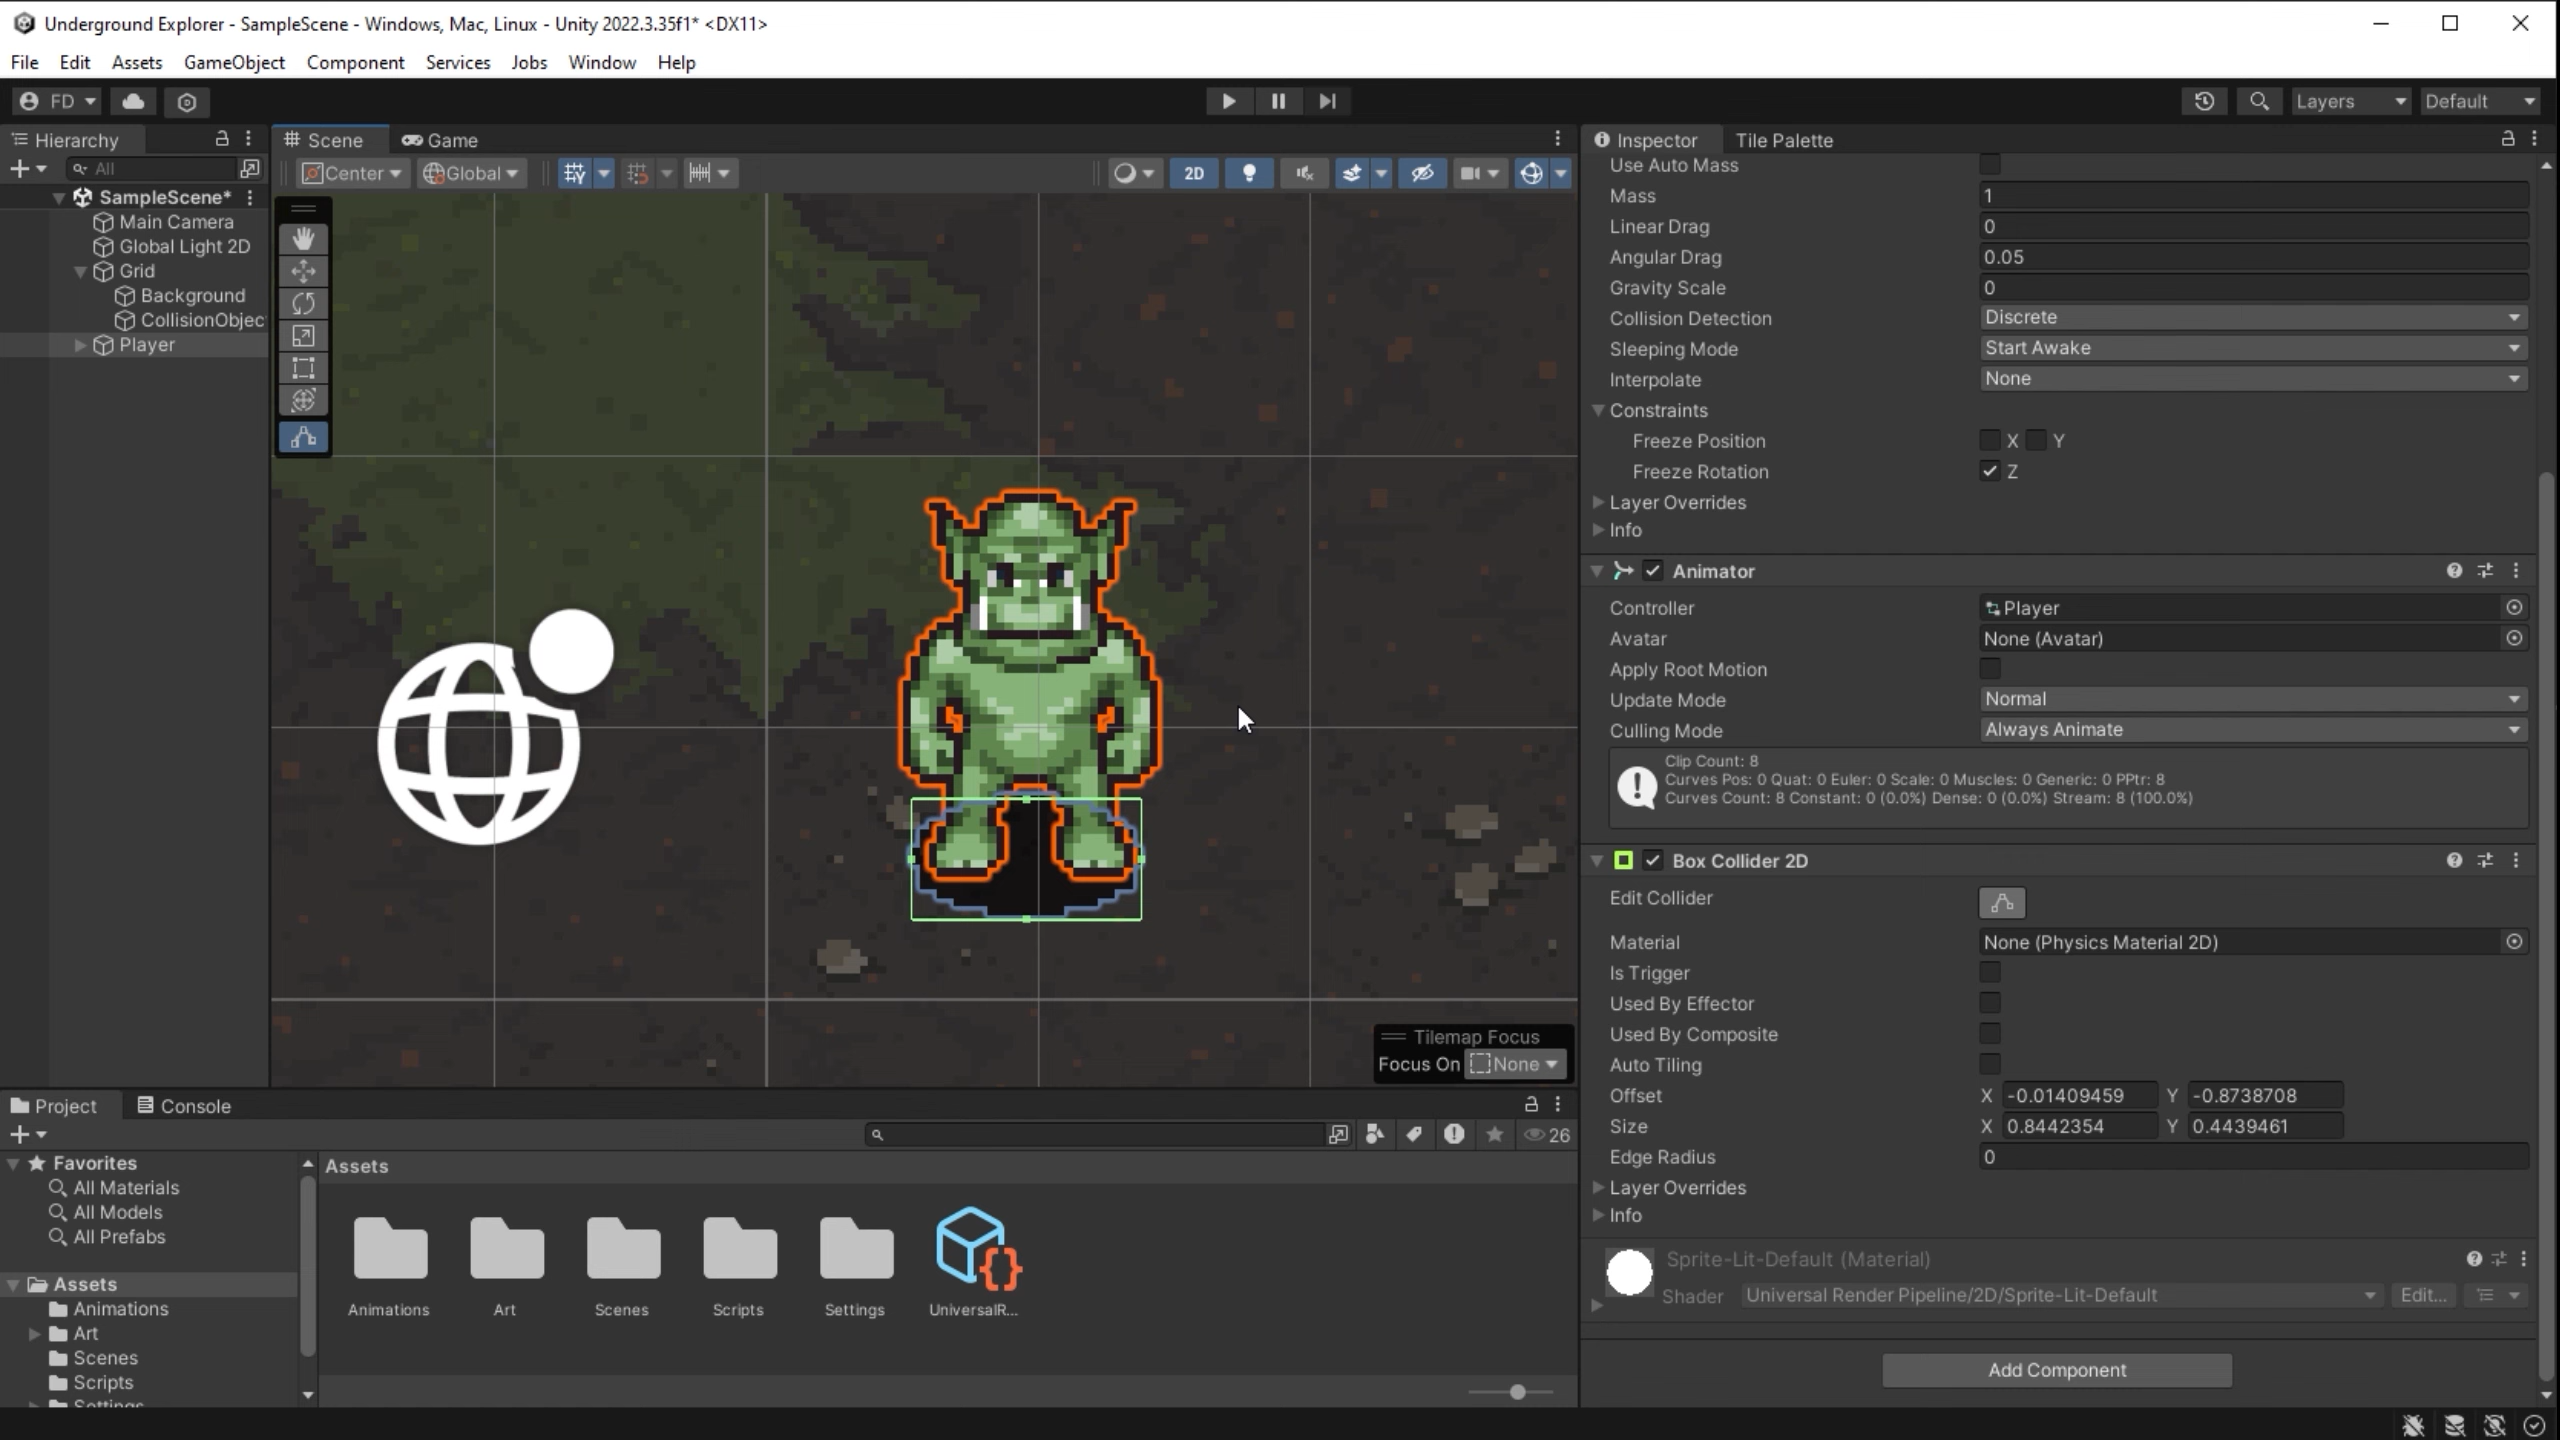 Underground Explorer - SampleScene - Windows, Mac, Linux - Unity 2022.3.35f1* <DX11>
File Edit Assets GameObject Component Services Jobs Window Help
FD
Layers
Default
Hierarchy
All
SampleScene*
Main Camera
Global Light 2D
Grid
Background
CollisionObjec
Player
Scene
Game
Center
Global
2D
Tilemap Focus
Focus On None
Inspector
Tile Palette
Use Auto Mass
Mass 1
Linear Drag 0
Angular Drag 0.05
Gravity Scale 0
Collision Detection Discrete
Sleeping Mode Start Awake
Interpolate None
Constraints
Freeze Position X Y
Freeze Rotation Z
Layer Overrides
Info
Animator
Controller Player
Avatar None (Avatar)
Apply Root Motion
Update Mode Normal
Culling Mode Always Animate
Clip Count: 8
Curves Pos: 0 Quat: 0 Euler: 0 Scale: 0 Muscles: 0 Generic: 0 PPtr: 8
Curves Count: 8 Constant: 0 (0.0%) Dense: 0 (0.0%) Stream: 8 (100.0%)
Box Collider 2D
Edit Collider
Material None (Physics Material 2D)
Is Trigger
Used By Effector
Used By Composite
Auto Tiling
Offset X -0.01409459 Y -0.8738708
Size X 0.8442354 Y 0.4439461
Edge Radius 0
Layer Overrides
Info
Sprite-Lit-Default (Material)
Shader Universal Render Pipeline/2D/Sprite-Lit-Default Edit...
Add Component
Project
Console
26
Favorites
All Materials
All Models
All Prefabs
Assets
Animations
Art
Scenes
Scripts
Settings
Assets
Animations
Art
Scenes
Scripts
Settings
UniversalR...